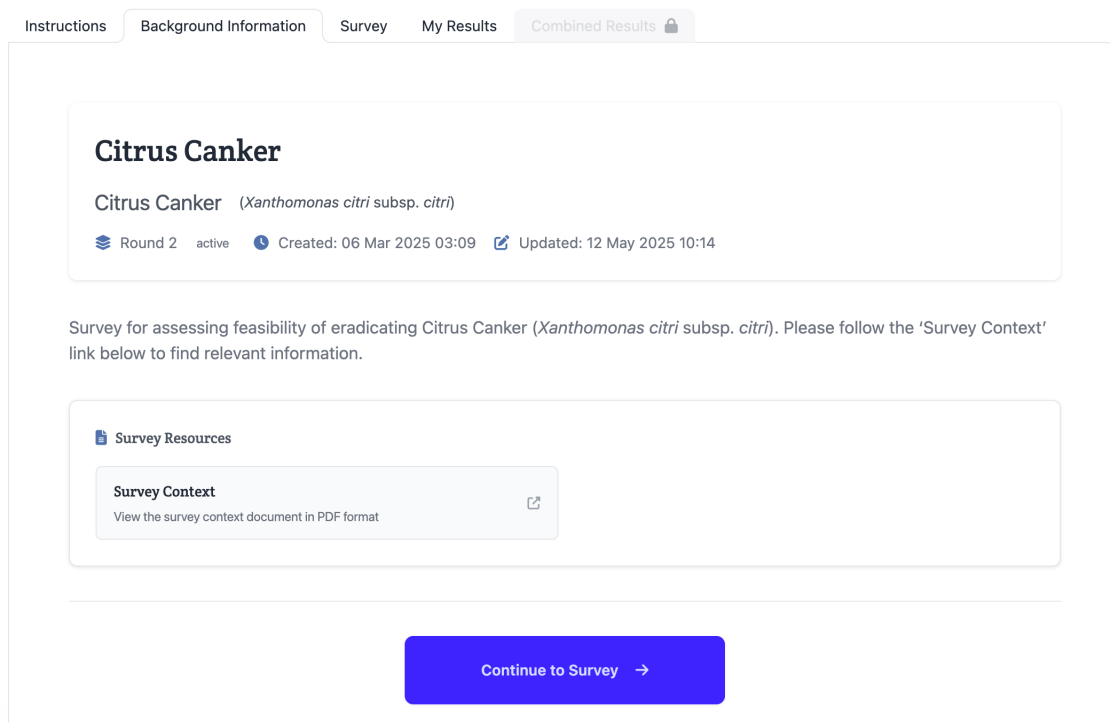 Instructions
Background Information
Survey
My Results
Combined Results
Citrus Canker
Citrus Canker (Xanthomonas citri subsp. citri)
Round 2 active Created: 06 Mar 2025 03:09 Updated: 12 May 2025 10:14
Survey for assessing feasibility of eradicating Citrus Canker (Xanthomonas citri subsp. citri). Please follow the ‘Survey Context’
link below to find relevant information.
Survey Resources
Survey Context
View the survey context document in PDF format
Continue to Survey →